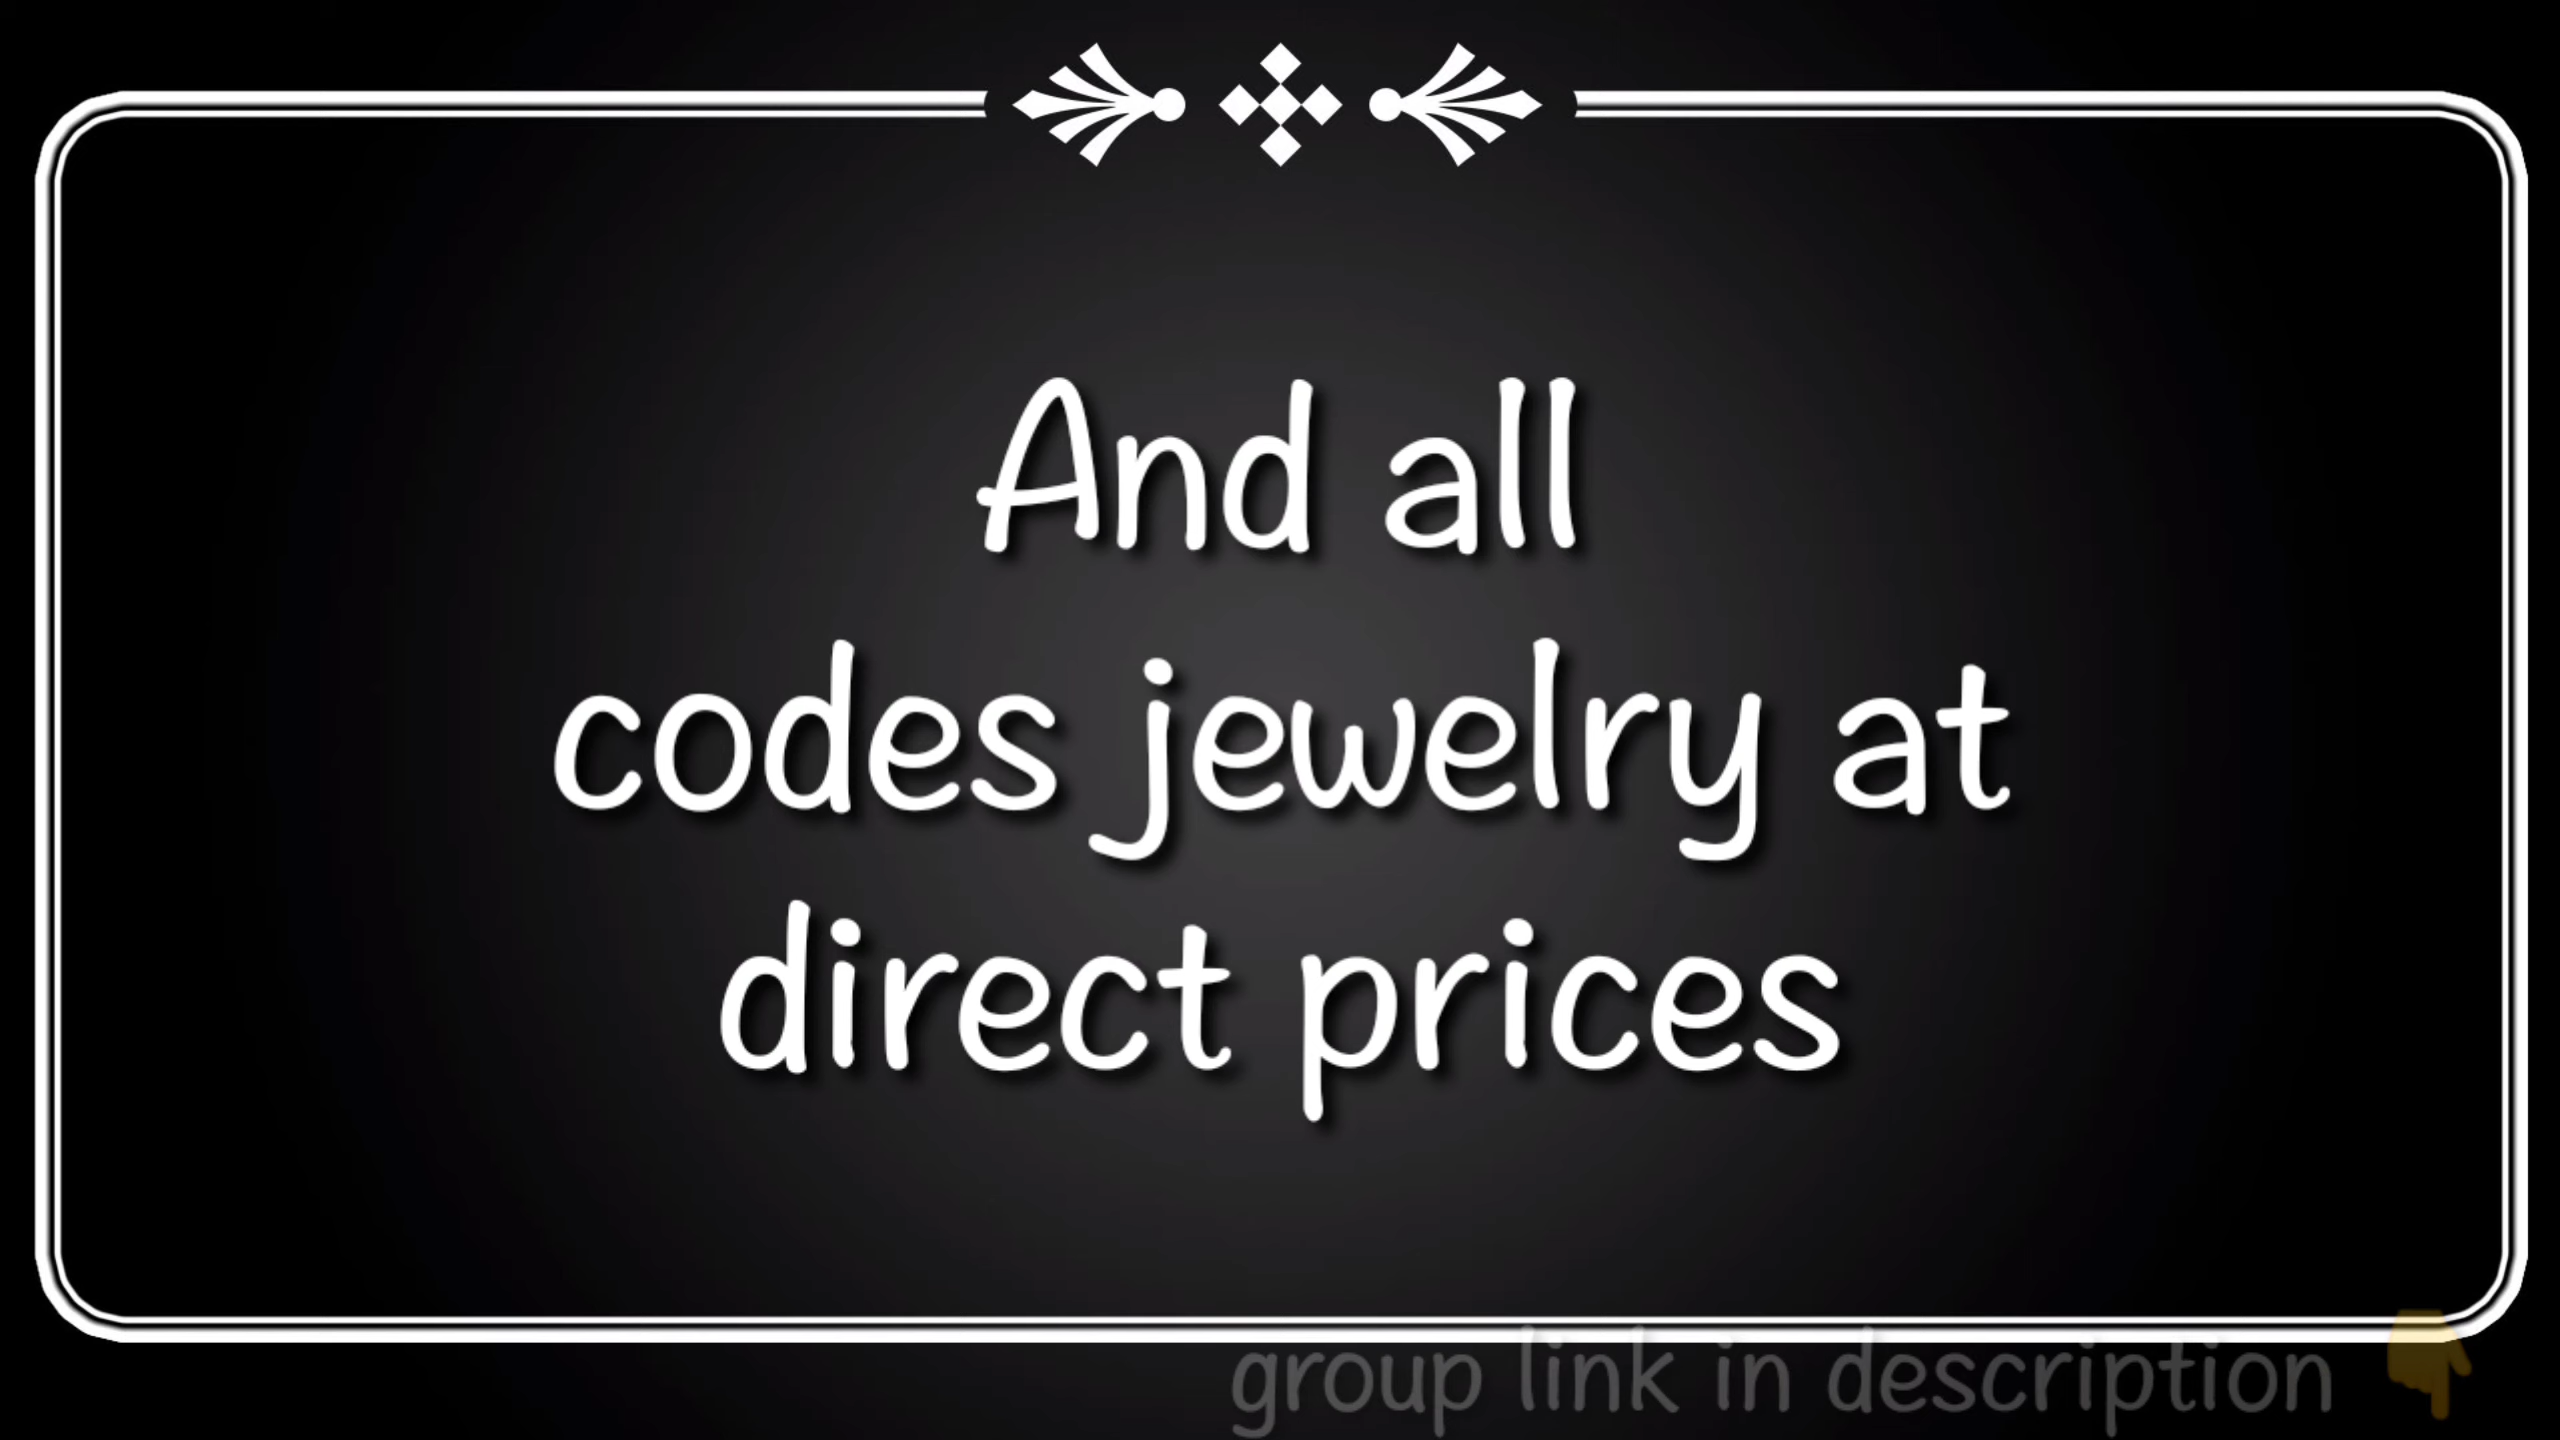 And all
codes jewelry at
direct prices
group link in description 👇